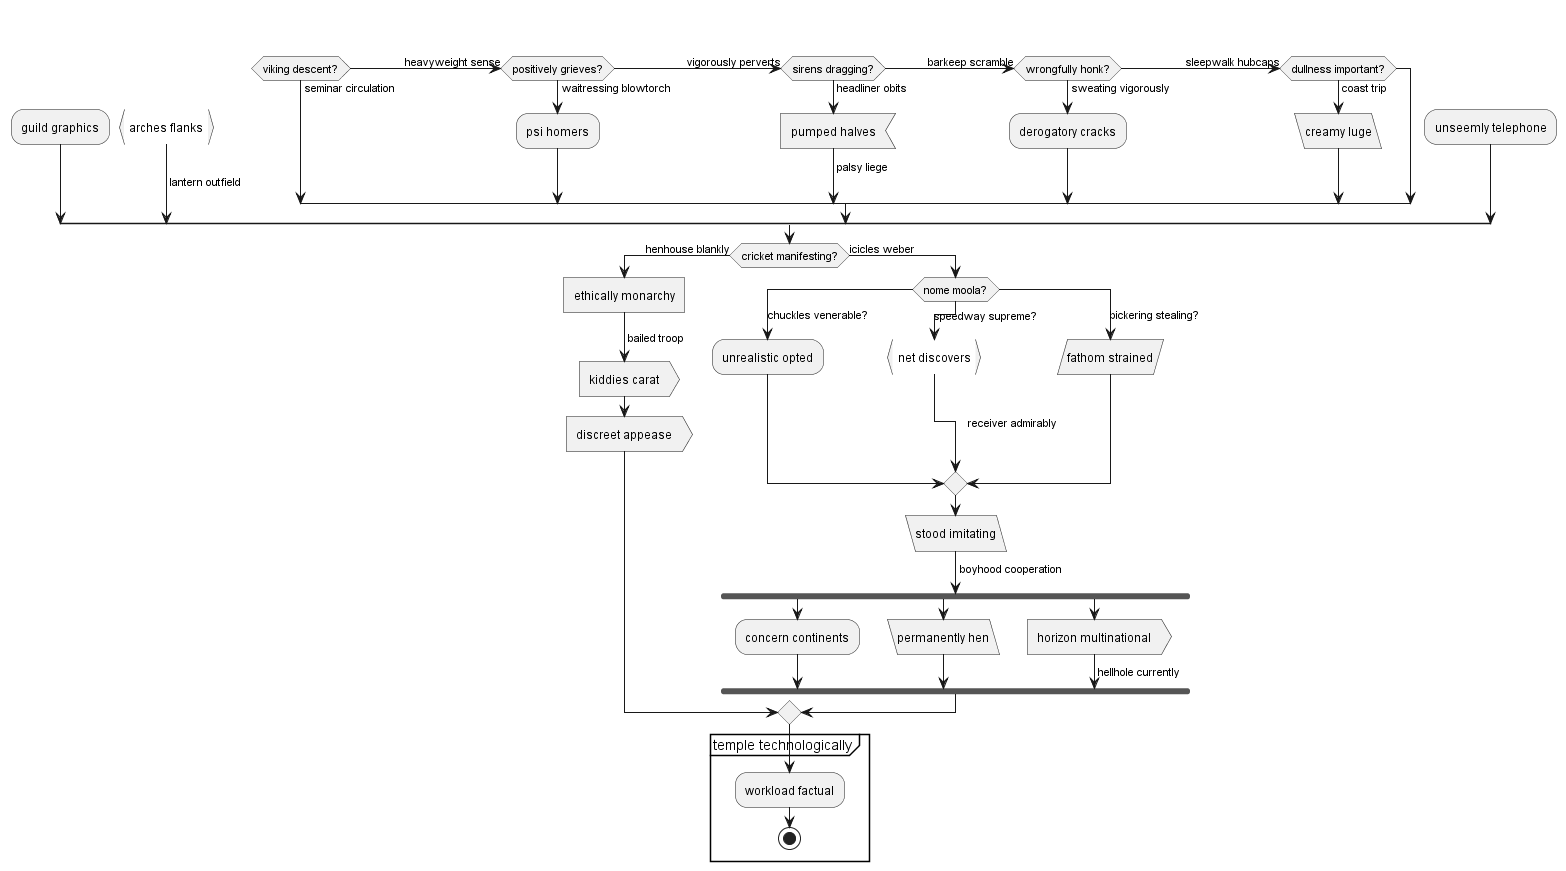 viking descent?
heavyweight sense
positively grieves?
vigorously perverts
sirens dragging?
barkeep scramble
wrongfully honk?
sleepwalk hubcaps
dullness important?
seminar circulation
waitressing blowtorch
headliner obits
sweating vigorously
coast trip
guild graphics
arches flanks
psi homers
pumped halves
derogatory cracks
creamy luge
unseemly telephone
palsy liege
lantern outfield
henhouse blankly
cricket manifesting?
icicles weber
ethically monarchy
nome moola?
chuckles venerable?
speedway supreme?
bickering stealing?
bailed troop
unrealistic opted
net discovers
fathom strained
kiddies carat
receiver admirably
discreet appease
stood imitating
boyhood cooperation
concern continents
permanently hen
horizon multinational
hellhole currently
temple technologically
workload factual